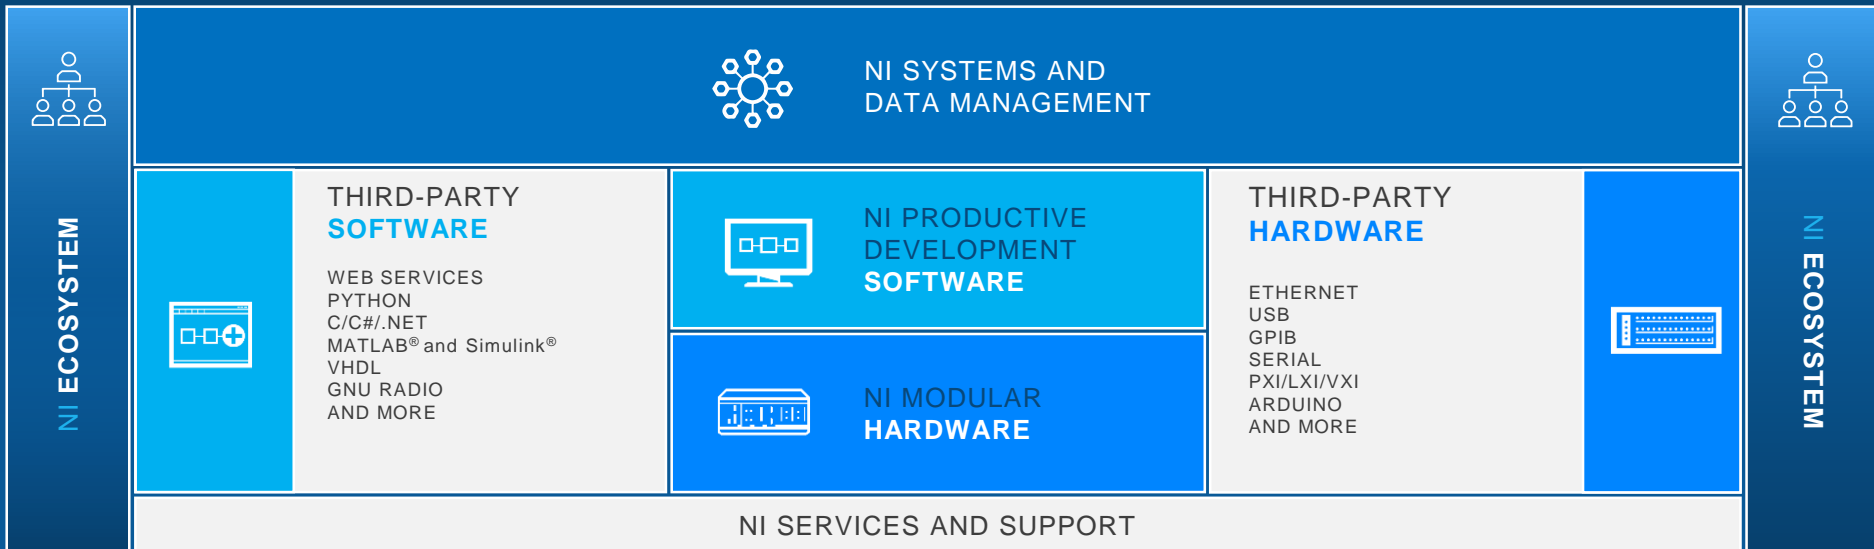 NI ECOSYSTEM
NI SYSTEMS AND
DATA MANAGEMENT
THIRD-PARTY
SOFTWARE
WEB SERVICES
PYTHON
C/C#/.NET
MATLAB® and Simulink®
VHDL
GNU RADIO
AND MORE
NI PRODUCTIVE
DEVELOPMENT
SOFTWARE
NI MODULAR
HARDWARE
THIRD-PARTY
HARDWARE
ETHERNET
USB
GPIB
SERIAL
PXI/LXI/VXI
ARDUINO
AND MORE
NI ECOSYSTEM
NI SERVICES AND SUPPORT